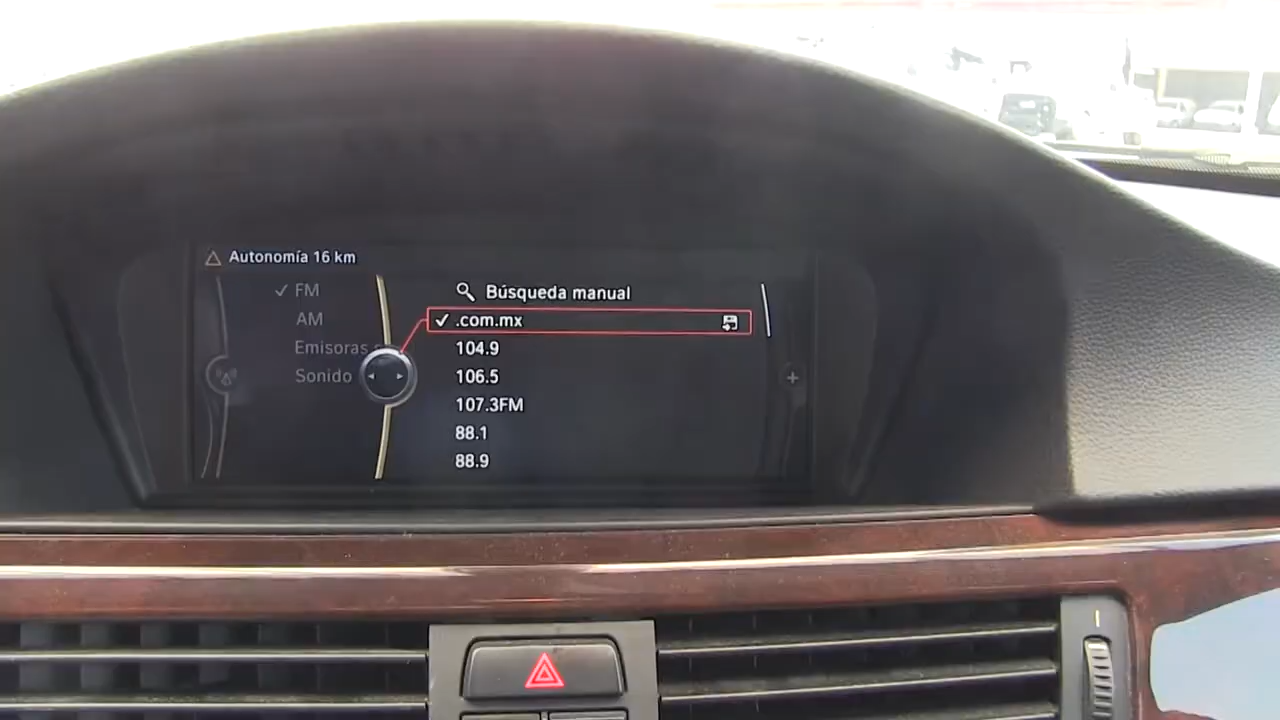 Autonomía 16 km
FM
AM
Emisoras
Sonido
Búsqueda manual
.com.mx
104.9
106.5
107.3FM
88.1
88.9